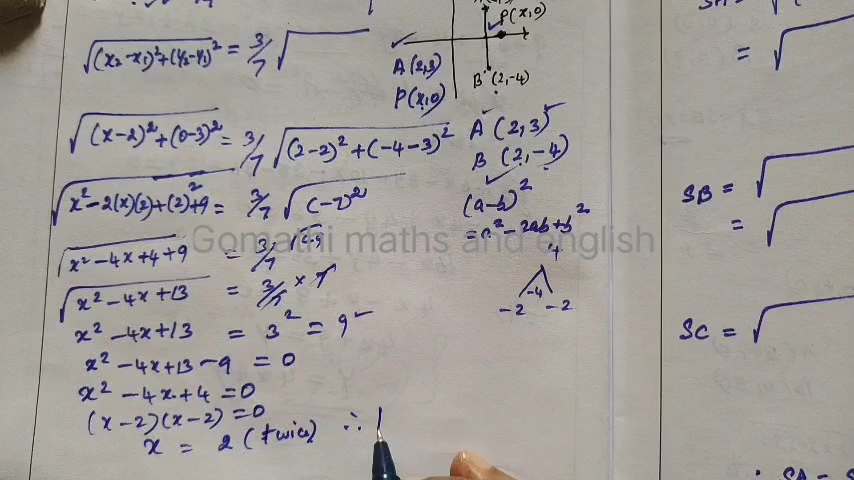 P(x,0)
√(x₂-x₁)²+(y₂-y₁)² = 3/7 √
A(2,3)
P(x,0)
B(2,-4)
√(x-2)²+(0-3)² = 3/7 √(2-2)²+(-4-3)²
A (2,3)
B (2,-4)
√x²-2(x)(2)+(2)²+9 = 3/7 √(-7)²
(a-b)²
= a²-2ab+b²
Gomathi maths and english
√x²-4x+4+9 = 3/7
√x²-4x+13 = 3/7 × 7
4
-4
-2 -2
x²-4x+13 = 3² = 9
x²-4x+13-9 = 0
x²-4x+4=0
(x-2)(x-2)=0
x = 2 (twice) ∴
= √
SB = √
= √
SC = √